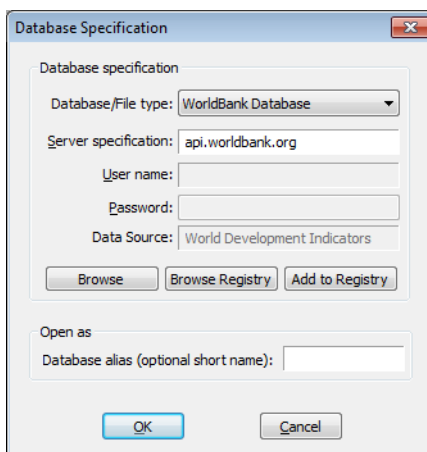 Database Specification
Database specification
Database/File type: WorldBank Database
Server specification: api.worldbank.org
User name:
Password:
Data Source: World Development Indicators
Browse Browse Registry Add to Registry
Open as
Database alias (optional short name):
OK Cancel